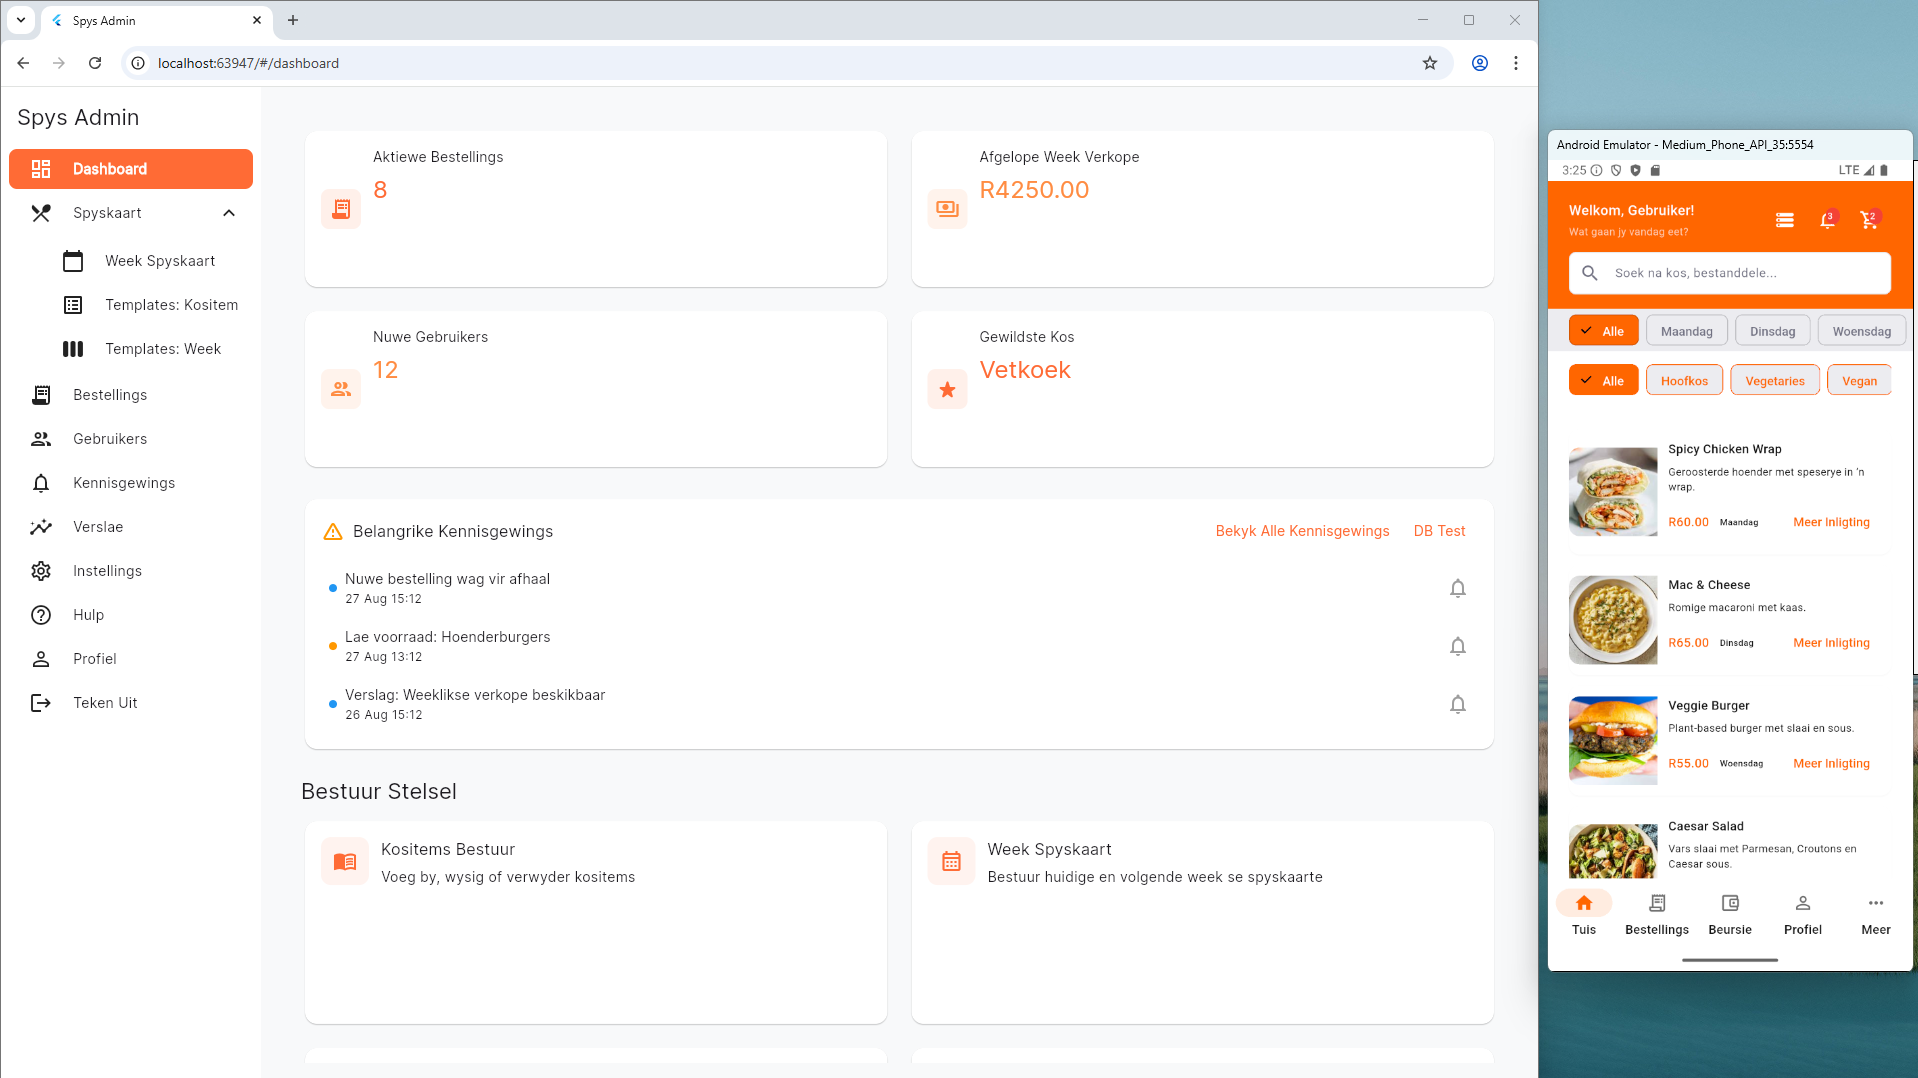 Spys Admin
localhost:63947/#/dashboard
Spys Admin
Dashboard
Spyskaart
Week Spyskaart
Templates: Kositem
Templates: Week
Bestellings
Gebruikers
Kennisgewings
Verslae
Instellings
Hulp
Profiel
Teken Uit
Aktiewe Bestellings
8
Afgelope Week Verkope
R4250.00
Nuwe Gebruikers
12
Gewildste Kos
Vetkoek
Belangrike Kennisgewings
Bekyk Alle Kennisgewings
DB Test
Nuwe bestelling wag vir afhaal
27 Aug 15:12
Lae voorraad: Hoenderburgers
27 Aug 13:12
Verslag: Weeklikse verkope beskikbaar
26 Aug 15:12
Bestuur Stelsel
Kositems Bestuur
Voeg by, wysig of verwyder kositems
Week Spyskaart
Bestuur huidige en volgende week se spyskaarte
Android Emulator - Medium_Phone_API_35:5554
3:25
LTE
Welkom, Gebruiker!
Wat gaan jy vandag eet?
3
2
Soek na kos, bestanddele...
Alle
Maandag
Dinsdag
Woensdag
Alle
Hoofkos
Vegetaries
Vegan
Spicy Chicken Wrap
Geroosterde hoender met speserye in 'n
wrap.
R60.00
Maandag
Meer Inligting
Mac & Cheese
Romige macaroni met kaas.
R65.00
Dinsdag
Meer Inligting
Veggie Burger
Plant-based burger met slaai en sous.
R55.00
Woensdag
Meer Inligting
Caesar Salad
Vars slaai met Parmesan, Croutons en
Caesar sous.
Tuis
Bestellings
Beursie
Profiel
Meer